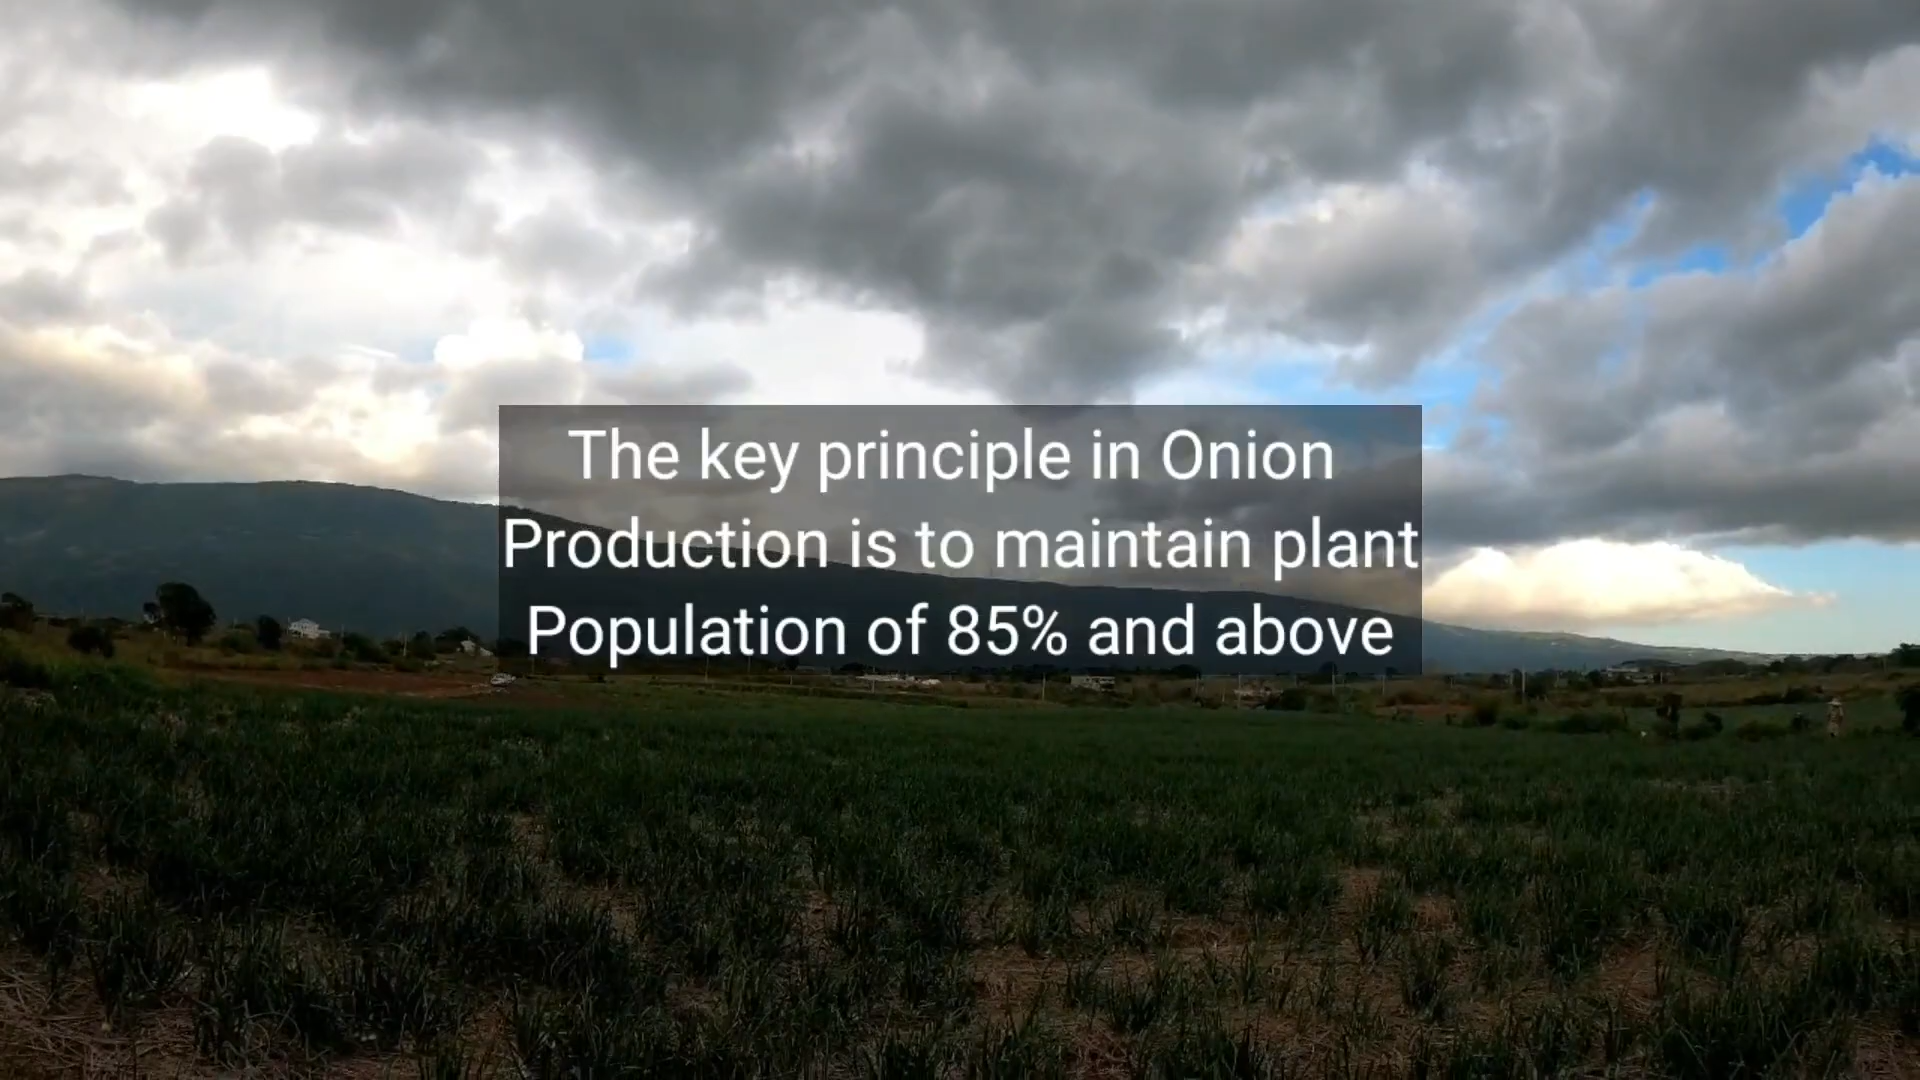 The key principle in Onion
Production is to maintain plant
Population of 85% and above